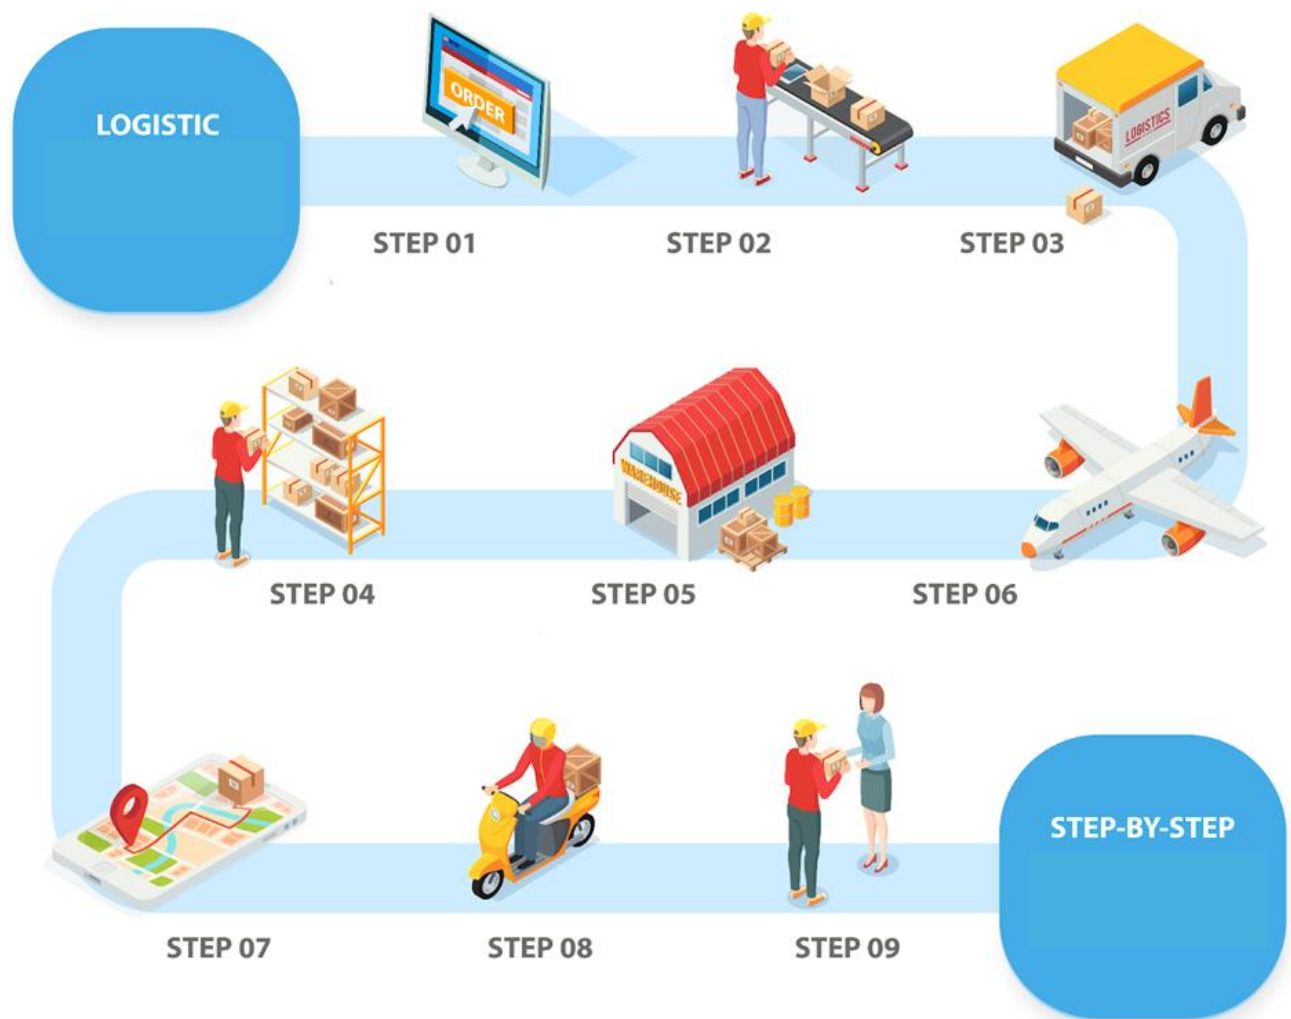 LOGISTIC
ORDER
LOGISTICS
STEP 01
STEP 02
STEP 03
WAREHOUSE
STEP 04
STEP 05
STEP 06
STEP 07
STEP 08
STEP 09
STEP-BY-STEP